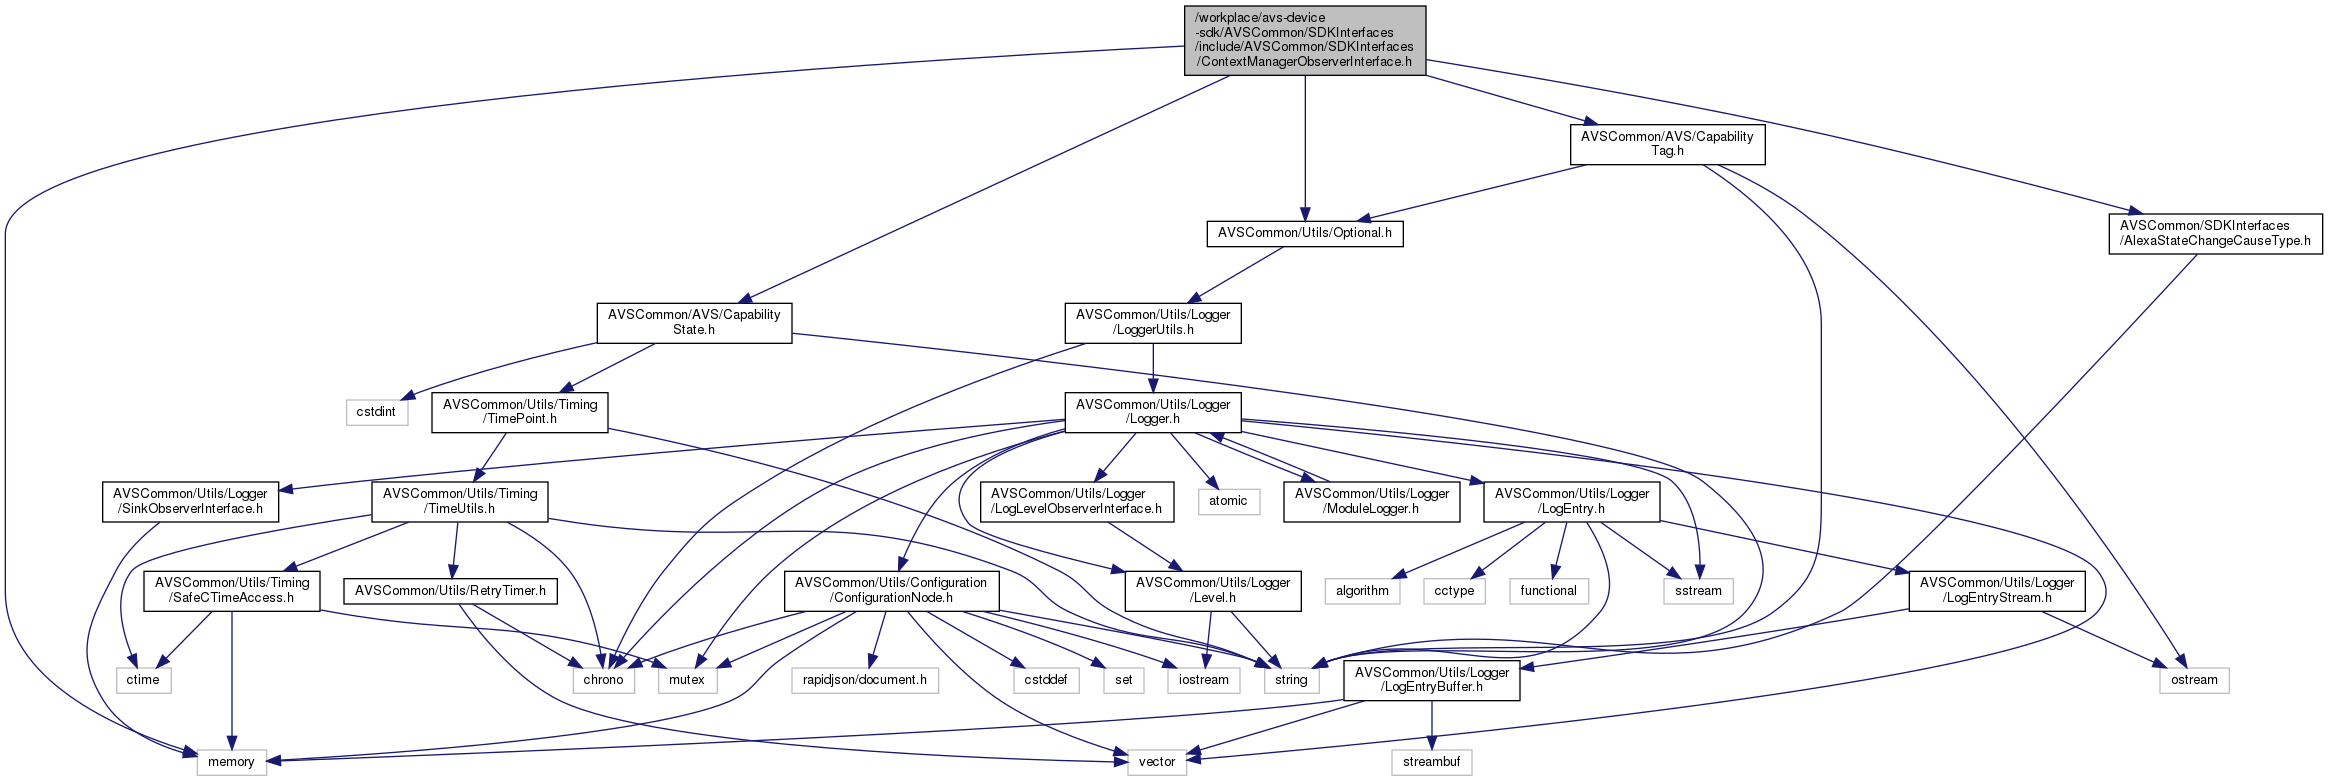 /workplace/avs-device
-sdk/AVSCommon/SDKInterfaces
/include/AVSCommon/SDKInterfaces
/ContextManagerObserverInterface.h
AVSCommon/AVS/Capability
Tag.h
AVSCommon/Utils/Optional.h
AVSCommon/SDKInterfaces
/AlexaStateChangeCauseType.h
AVSCommon/AVS/Capability
State.h
AVSCommon/Utils/Logger
/LoggerUtils.h
cstdint
AVSCommon/Utils/Timing
/TimePoint.h
AVSCommon/Utils/Logger
/Logger.h
AVSCommon/Utils/Logger
/SinkObserverInterface.h
AVSCommon/Utils/Timing
/TimeUtils.h
AVSCommon/Utils/Logger
/LogLevelObserverInterface.h
atomic
AVSCommon/Utils/Logger
/ModuleLogger.h
AVSCommon/Utils/Logger
/LogEntry.h
AVSCommon/Utils/Timing
/SafeCTimeAccess.h
AVSCommon/Utils/RetryTimer.h
AVSCommon/Utils/Configuration
/ConfigurationNode.h
AVSCommon/Utils/Logger
/Level.h
algorithm
cctype
functional
sstream
AVSCommon/Utils/Logger
/LogEntryStream.h
ctime
chrono
mutex
rapidjson/document.h
cstddef
set
iostream
string
AVSCommon/Utils/Logger
/LogEntryBuffer.h
ostream
memory
vector
streambuf